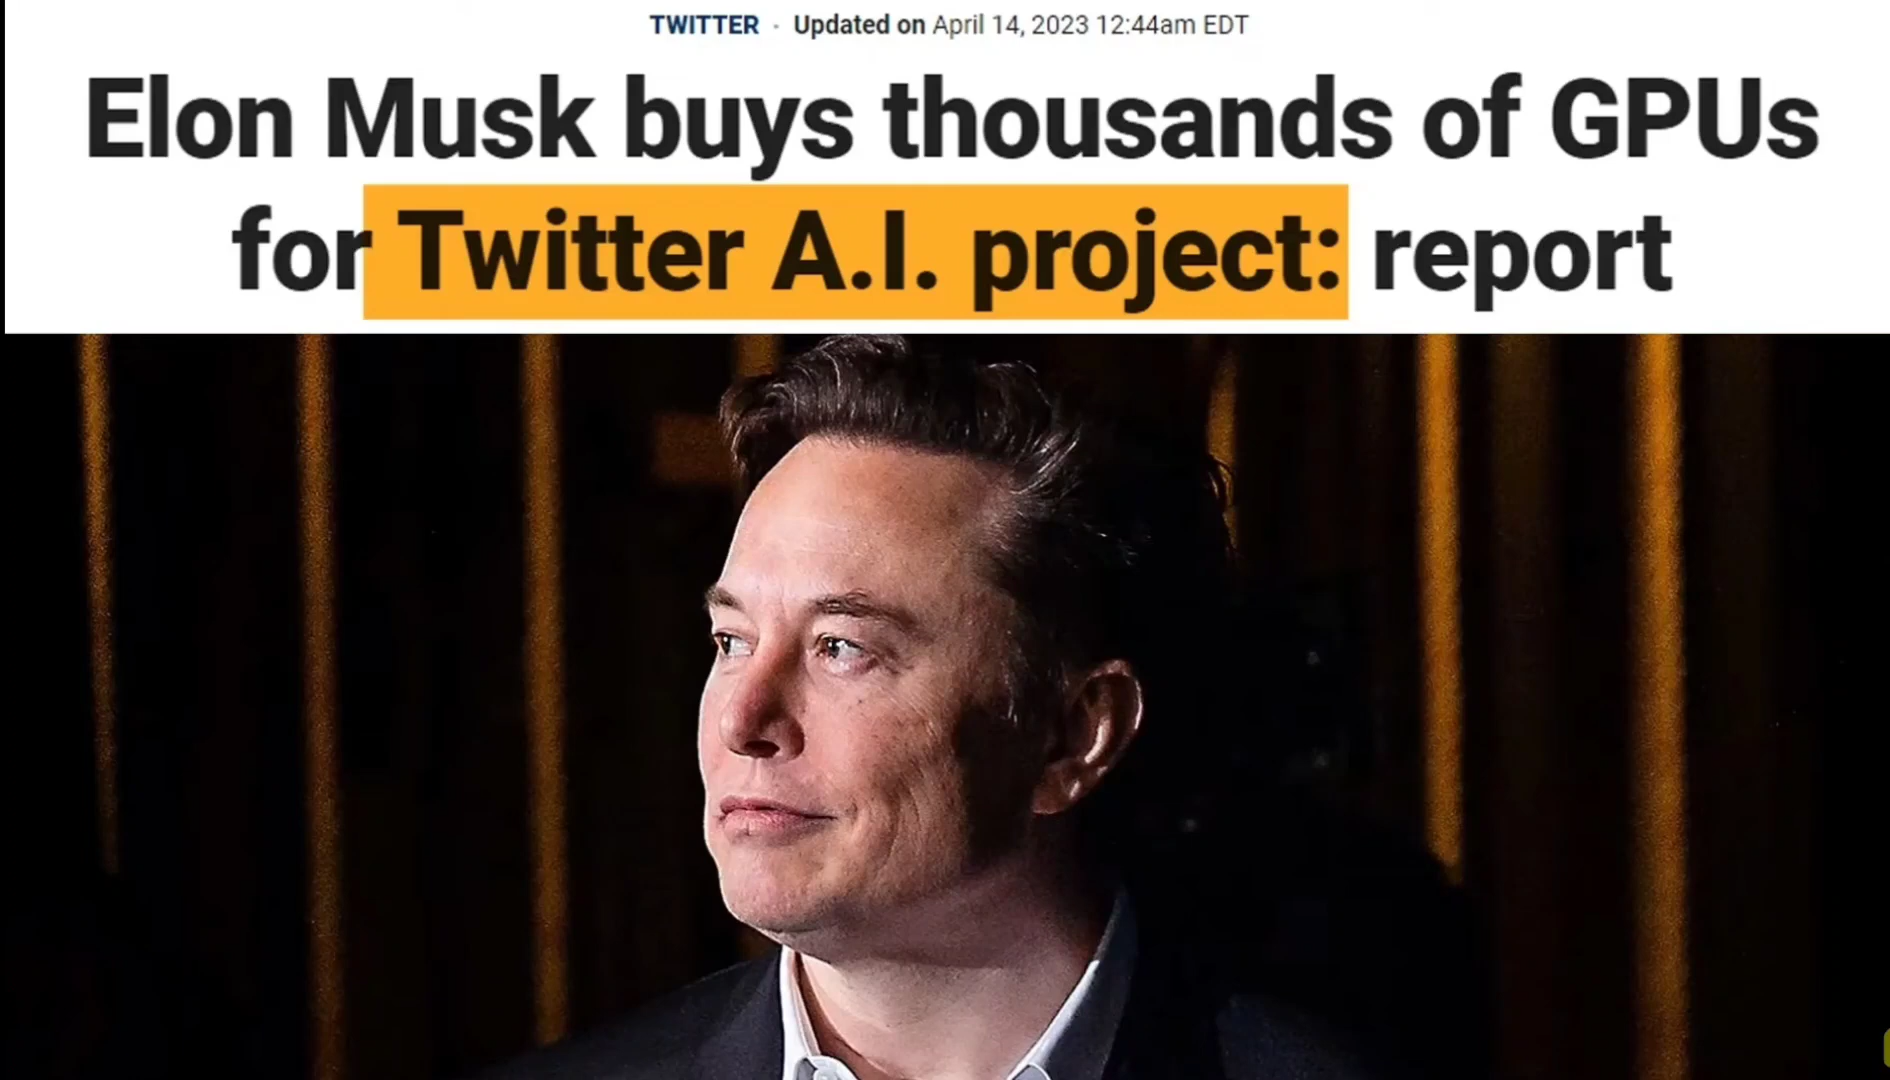 TWITTER · Updated on April 14, 2023 12:44am EDT
Elon Musk buys thousands of GPUs
for Twitter A.I. project: report